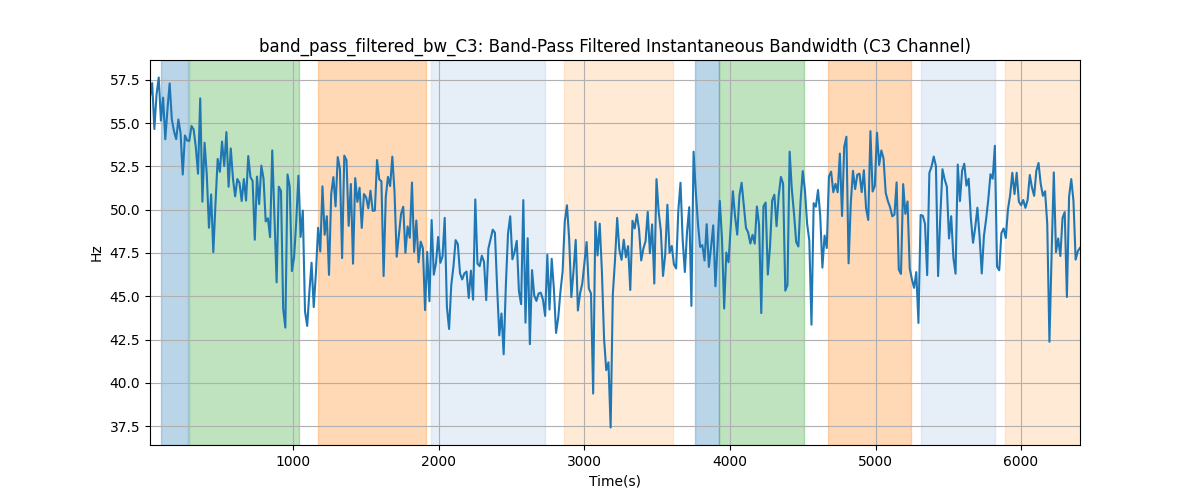 band_pass_filtered_bw_C3: Band-Pass Filtered Instantaneous Bandwidth (C3 Channel)
57.5
55.0
52.5
50.0
47.5
45.0
42.5
40.0
37.5
Hz
1000 2000 3000 4000 5000 6000
Time(s)